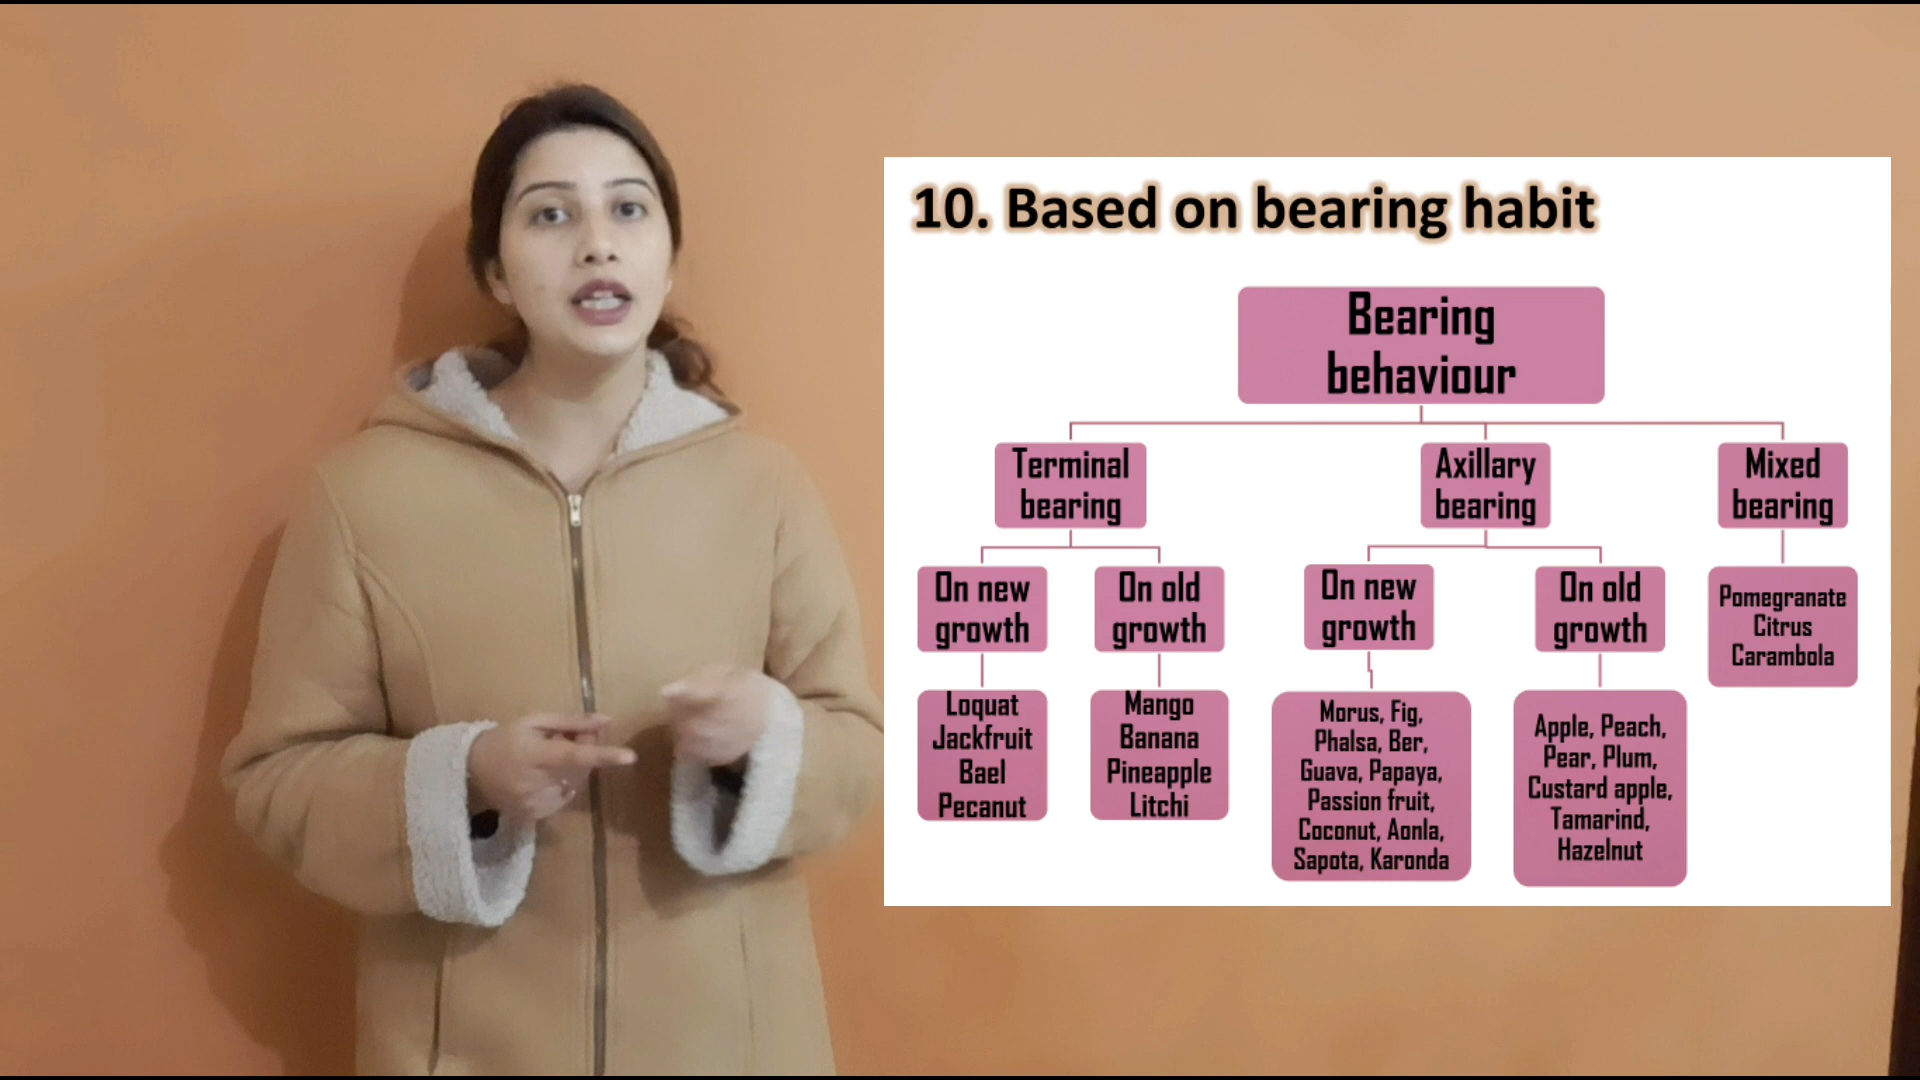 10. Based on bearing habit
Bearing
behaviour
Terminal
bearing
Axillary
bearing
Mixed
bearing
On new
growth
On old
growth
On new
growth
On old
growth
Pomegranate
Citrus
Carambola
Loquat
Jackfruit
Bael
Pecanut
Mango
Banana
Pineapple
Litchi
Morus, Fig,
Phalsa, Ber,
Guava, Papaya,
Passion fruit,
Coconut, Aonla,
Sapota, Karonda
Apple, Peach,
Pear, Plum,
Custard apple,
Tamarind,
Hazelnut